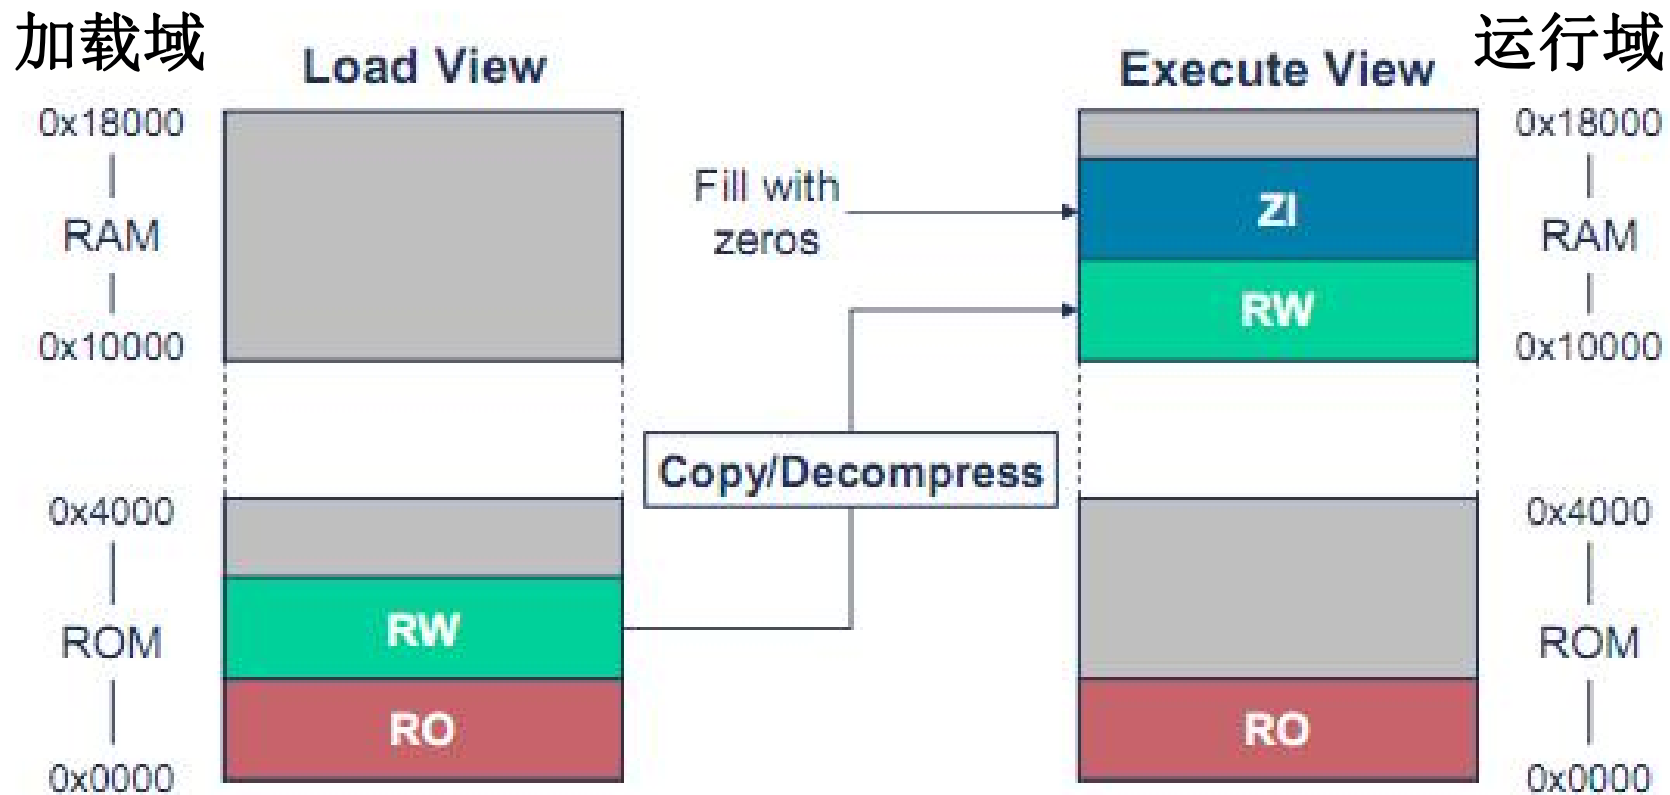 加载域
Load View
Execute View
运行域
0x18000
RAM
0x10000
0x4000
ROM
0x0000
RW
RO
Fill with
zeros
Copy/Decompress
ZI
RW
RO
0x18000
RAM
0x10000
0x4000
ROM
0x0000